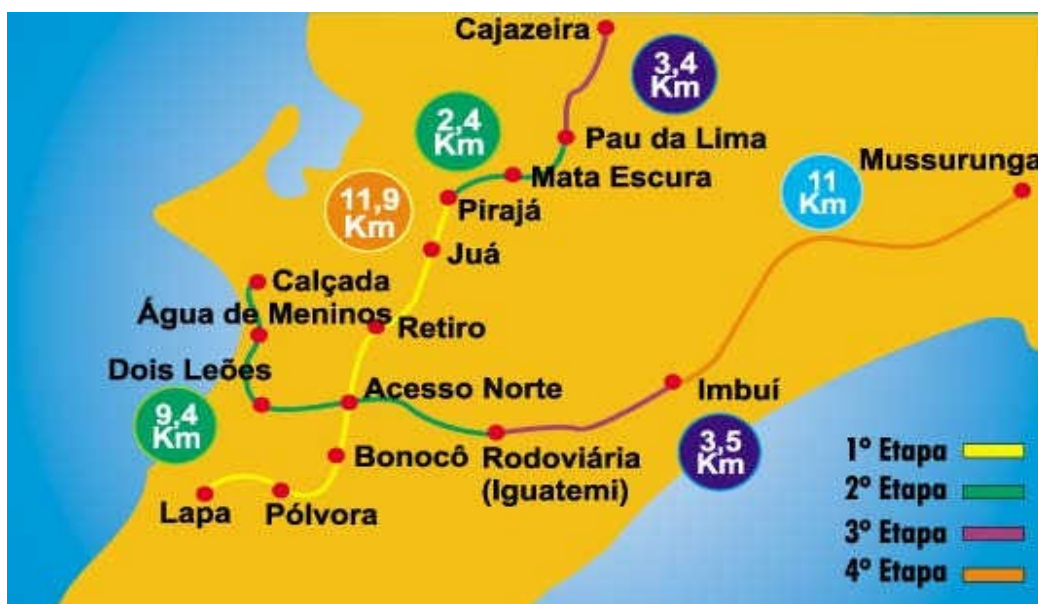 Cajazeira
3,4
Km
2,4
Km
Pau da Lima
Mussurunga
Mata Escura
11
Km
11,9
Km
Pirajá
Juá
Calçada
Água de Meninos
Retiro
Dois Leões
Acesso Norte
Imbuí
9,4
Km
3,5
Km
Bonocô
Rodoviária
(Iguatemi)
Lapa
Pólvora
1º Etapa
2º Etapa
3º Etapa
4º Etapa